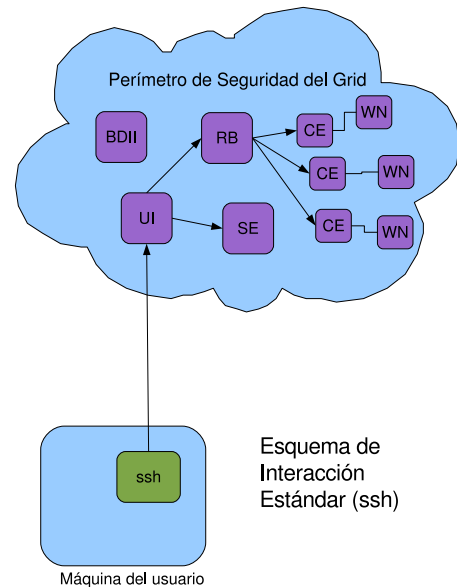 Perímetro de Seguridad del Grid
BDII
RB
CE
WN
CE
WN
UI
SE
CE
WN
ssh
Esquema de
Interacción
Estándar (ssh)
Máquina del usuario